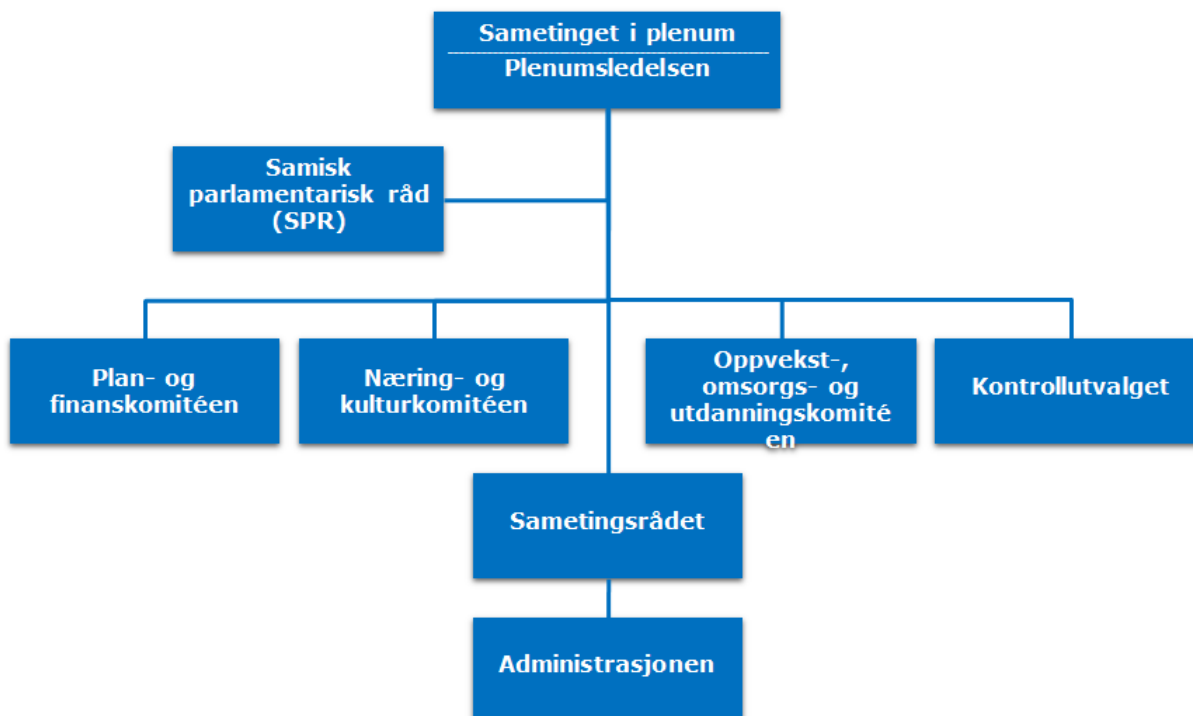 Sametinget i plenum
Plenumsledelsen
Samisk
parlamentarisk råd
(SPR)
Plan- og
finanskomitéen
Næring- og
kulturkomitéen
Oppvekst-,
omsorgs- og
utdanningskomité
en
Kontrollutvalget
Sametingsrådet
Administrasjonen